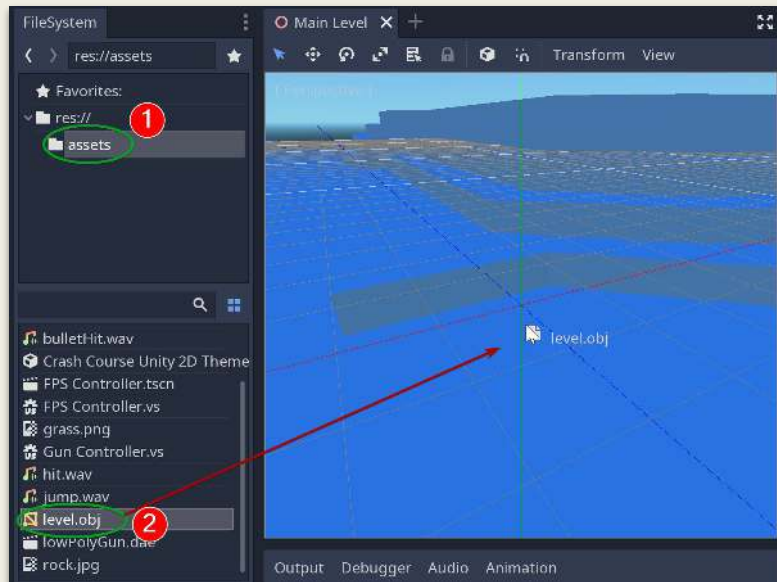 FileSystem
Main Level
res://assets
Transform View
Favorites:
res://
1
assets
bulletHit.wav
Crash Course Unity 2D Theme
FPS Controller.tscn
FPS Controller.vs
grass.png
Gun Controller.vs
hit.wav
jump.wav
level.obj
2
lowPolyGun.dae
rock.jpg
level.obj
Output Debugger Audio Animation